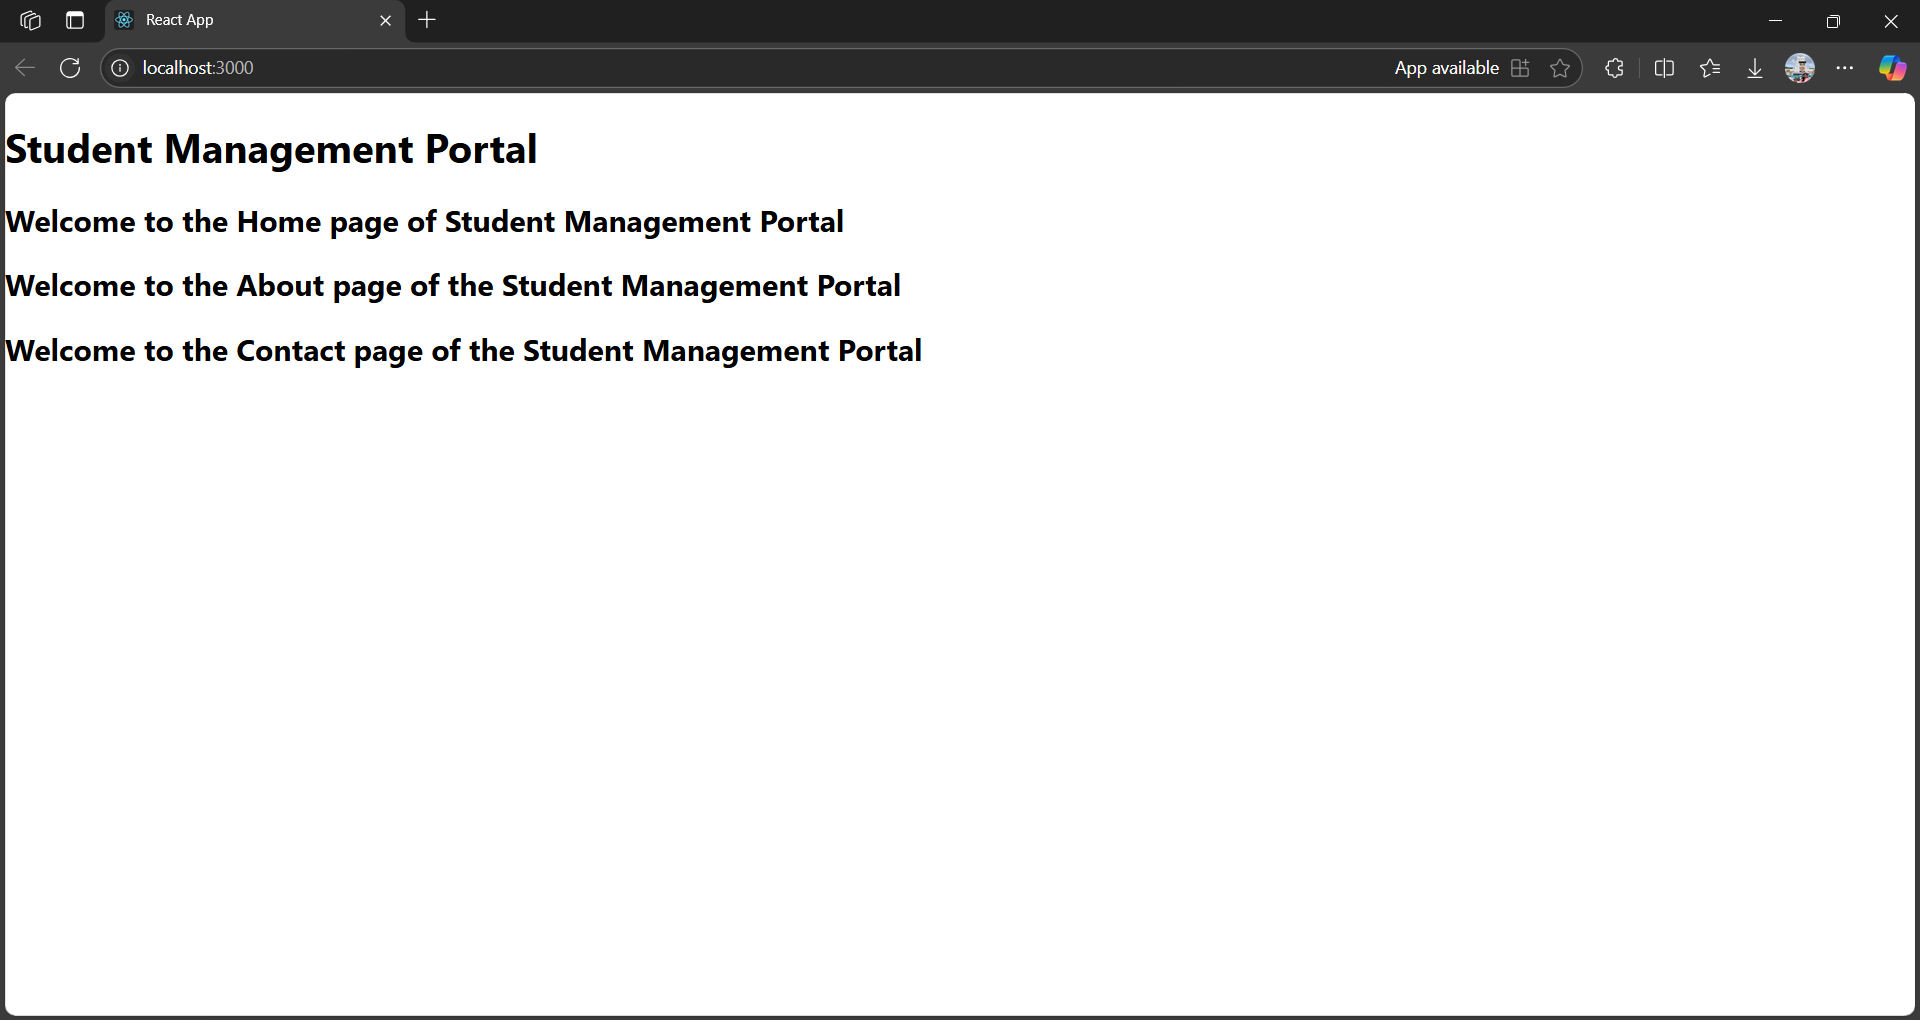 React App
localhost:3000
App available
Student Management Portal
Welcome to the Home page of Student Management Portal
Welcome to the About page of the Student Management Portal
Welcome to the Contact page of the Student Management Portal